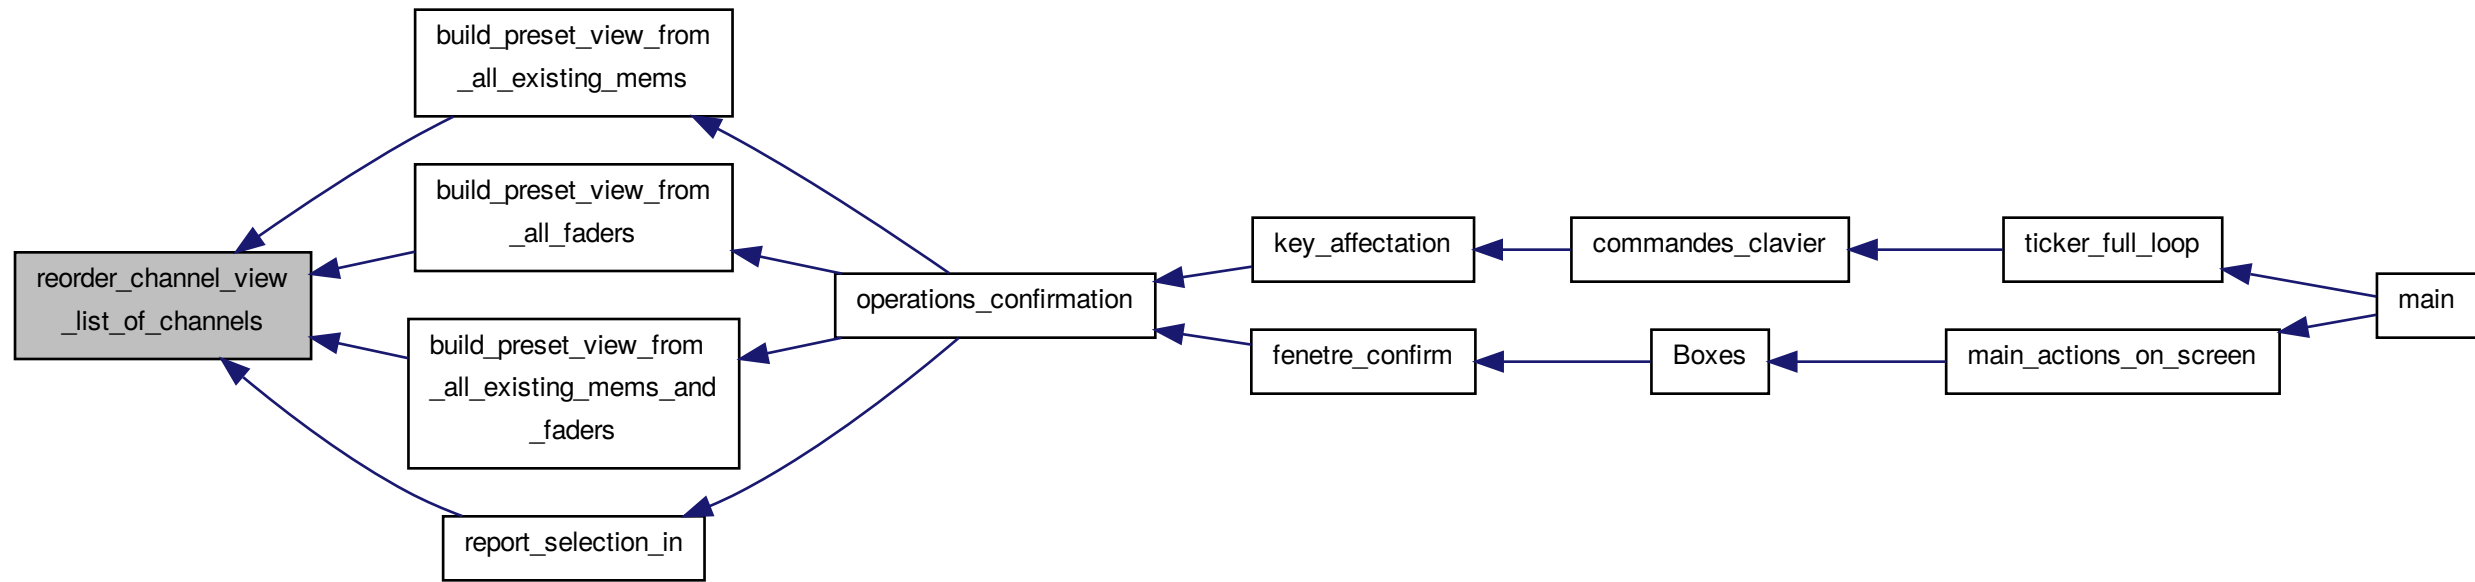 build_preset_view_from
_all_existing_mems
build_preset_view_from
_all_faders
reorder_channel_view
_list_of_channels
build_preset_view_from
_all_existing_mems_and
_faders
report_selection_in
operations_confirmation
key_affectation
fenetre_confirm
commandes_clavier
Boxes
ticker_full_loop
main_actions_on_screen
main